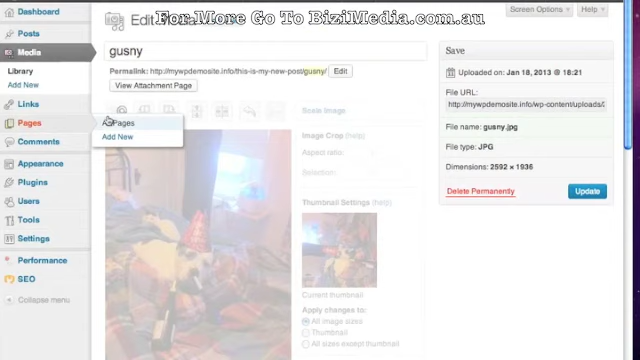 For More Go To BiziMedia.com.au
Screen Options
Help
Edit
Dashboard
Posts
Media
Library
Add New
Links
Pages
All Pages
Add New
Comments
Appearance
Plugins
Users
Tools
Settings
Performance
SEO
Collapse menu
gusny
Permalink: http://mywpdemosite.info/this-is-my-new-post/gusny/ Edit
View Attachment Page
Scale Image
Image Crop (help)
Aspect ratio:
Selection:
Thumbnail Settings (help)
Current thumbnail
Apply changes to:
All image sizes
Thumbnail
All sizes except thumbnail
Save
Uploaded on: Jan 18, 2013 @ 18:21
File URL:
http://mywpdemosite.info/wp-content/uploads/2
File name: gusny.jpg
File type: JPG
Dimensions: 2592 × 1936
Delete Permanently
Update